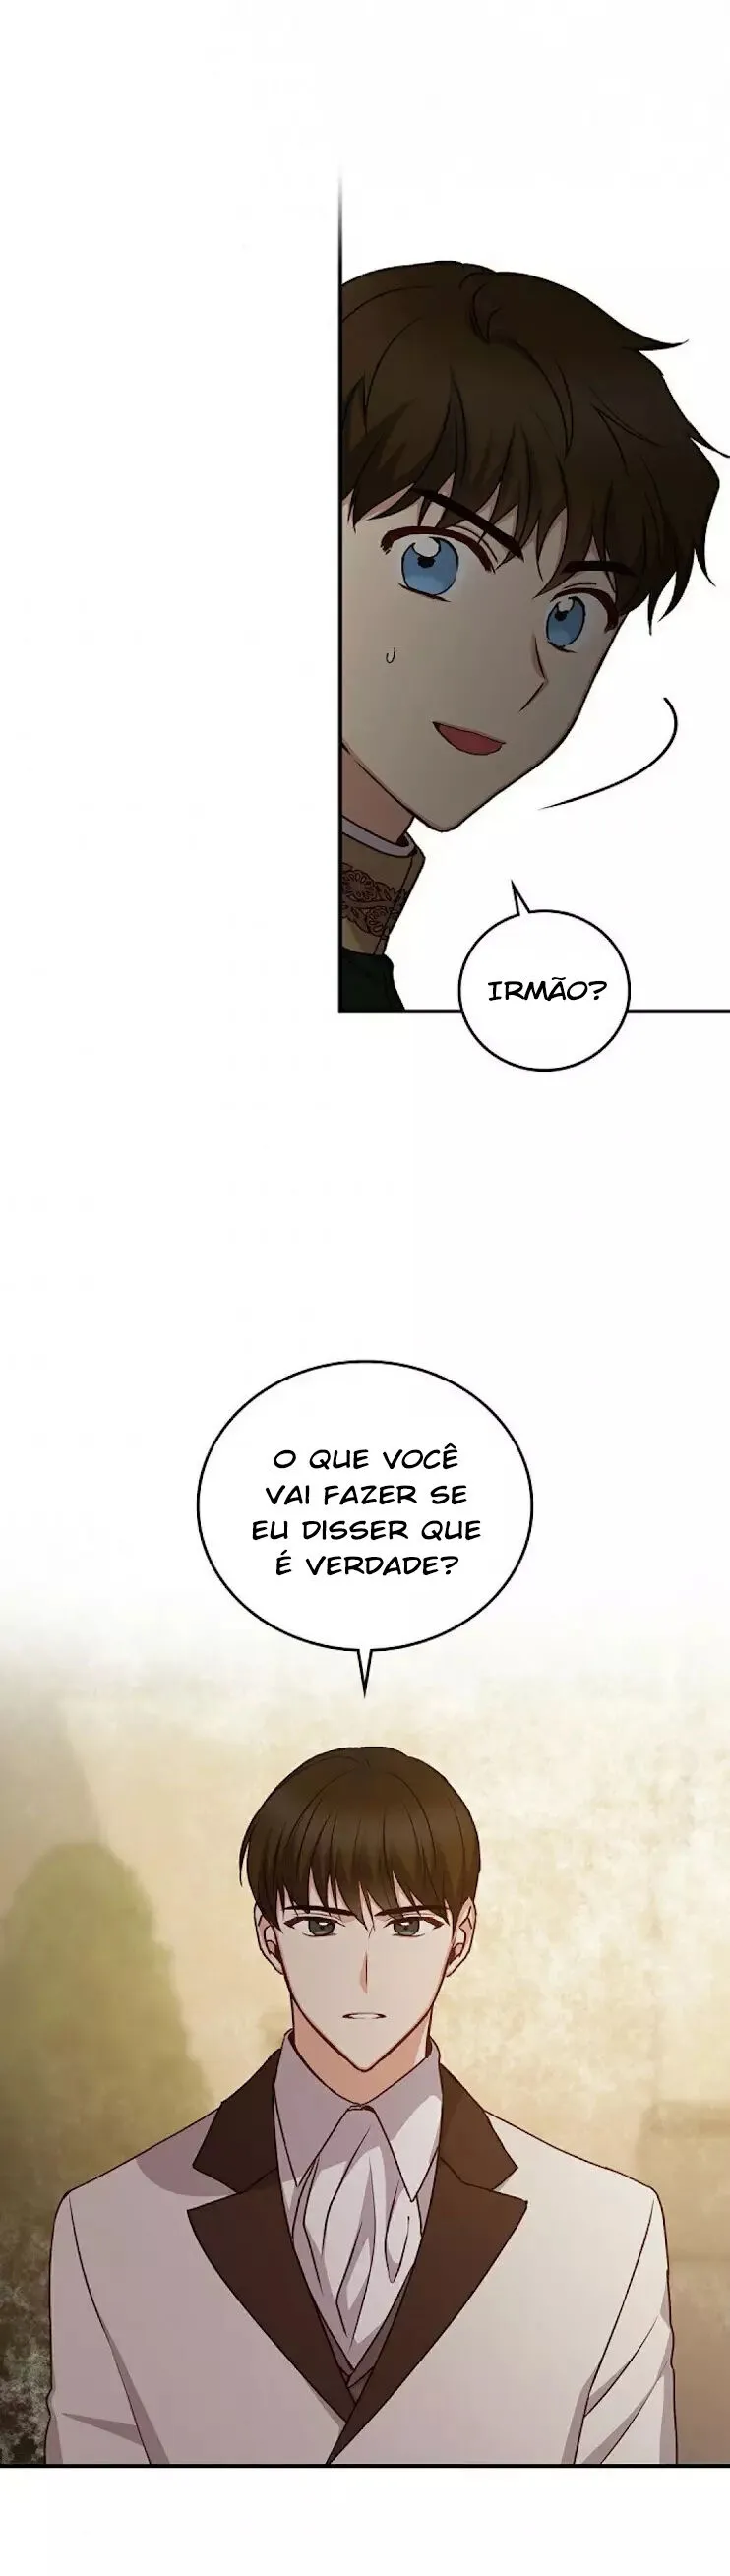 IRMÃO?
O QUE VOCÊ
VAI FAZER SE
EU DISSER QUE
É VERDADE?